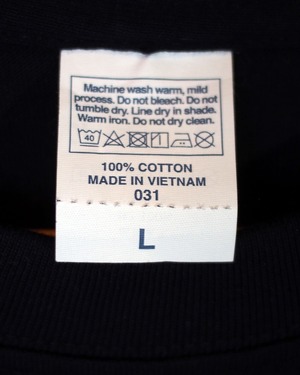 Machine wash warm, mild
process. Do not bleach. Do not
tumble dry. Line dry in shade.
Warm iron. Do not dry clean.
40
100% COTTON
MADE IN VIETNAM
031
L